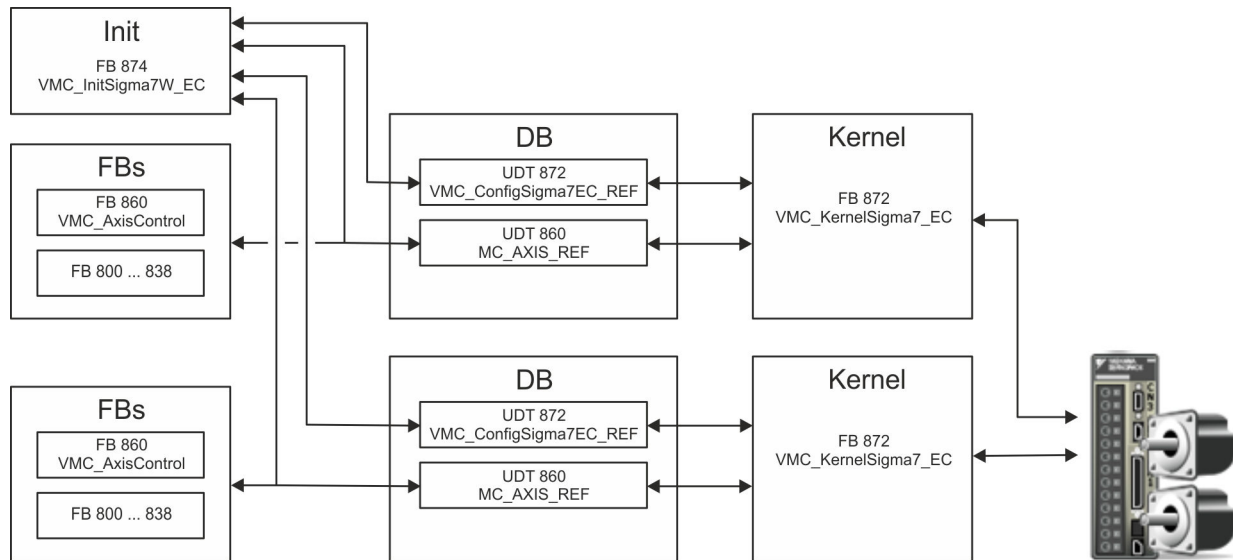 Init
FB 874
VMC_InitSigma7W_EC
FBs
FB 860
VMC_AxisControl
FB 800 ... 838
DB
UDT 872
VMC_ConfigSigma7EC_REF
UDT 860
MC_AXIS_REF
Kernel
FB 872
VMC_KernelSigma7_EC
FBs
FB 860
VMC_AxisControl
FB 800 ... 838
DB
UDT 872
VMC_ConfigSigma7EC_REF
UDT 860
MC_AXIS_REF
Kernel
FB 872
VMC_KernelSigma7_EC